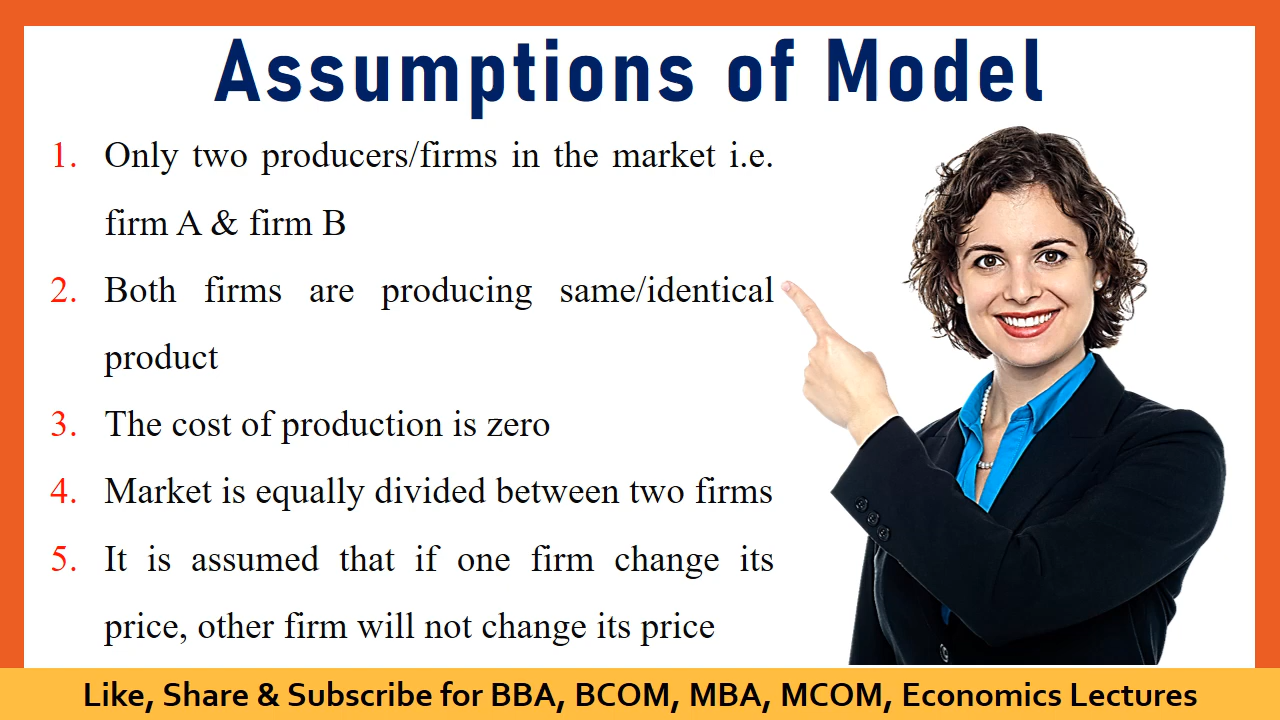 Assumptions of Model
1. Only two producers/firms in the market i.e.
firm A & firm B
2. Both firms are producing same/identical
product
3. The cost of production is zero
4. Market is equally divided between two firms
5. It is assumed that if one firm change its
price, other firm will not change its price
Like, Share & Subscribe for BBA, BCOM, MBA, MCOM, Economics Lectures